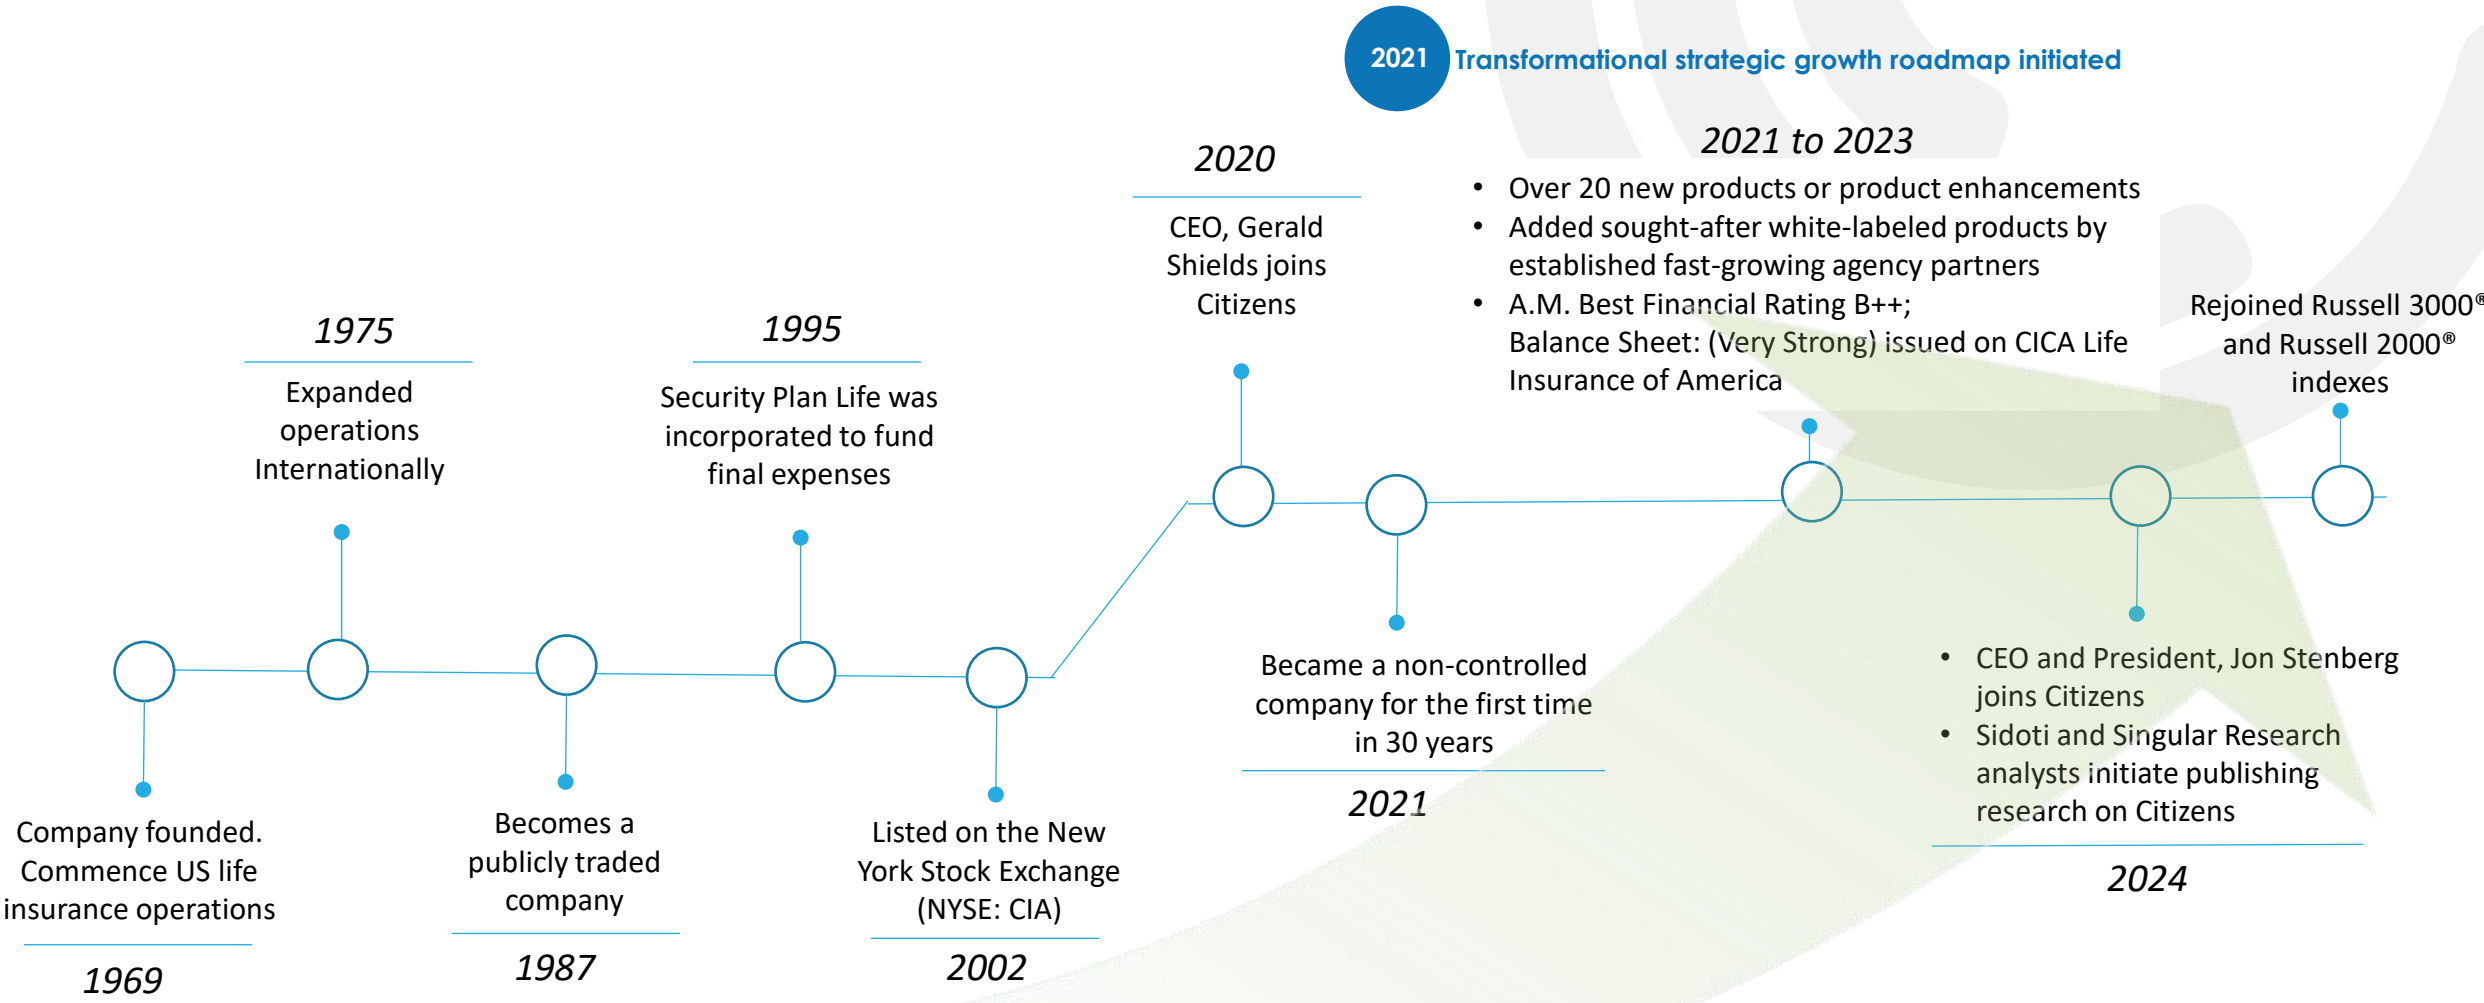 2021
Transformational strategic growth roadmap initiated
1969
Company founded.
Commence US life
insurance operations
1975
Expanded
operations
Internationally
1987
Becomes a
publicly traded
company
1995
Security Plan Life was
incorporated to fund
final expenses
2002
Listed on the New
York Stock Exchange
(NYSE: CIA)
2020
CEO, Gerald
Shields joins
Citizens
Became a non-controlled
company for the first time
in 30 years
2021
2021 to 2023
• Over 20 new products or product enhancements
• Added sought-after white-labeled products by
established fast-growing agency partners
• A.M. Best Financial Rating B++;
Balance Sheet: (Very Strong) issued on CICA Life
Insurance of America
• CEO and President, Jon Stenberg
joins Citizens
• Sidoti and Singular Research
analysts initiate publishing
research on Citizens
2024
Rejoined Russell 3000®
and Russell 2000®
indexes